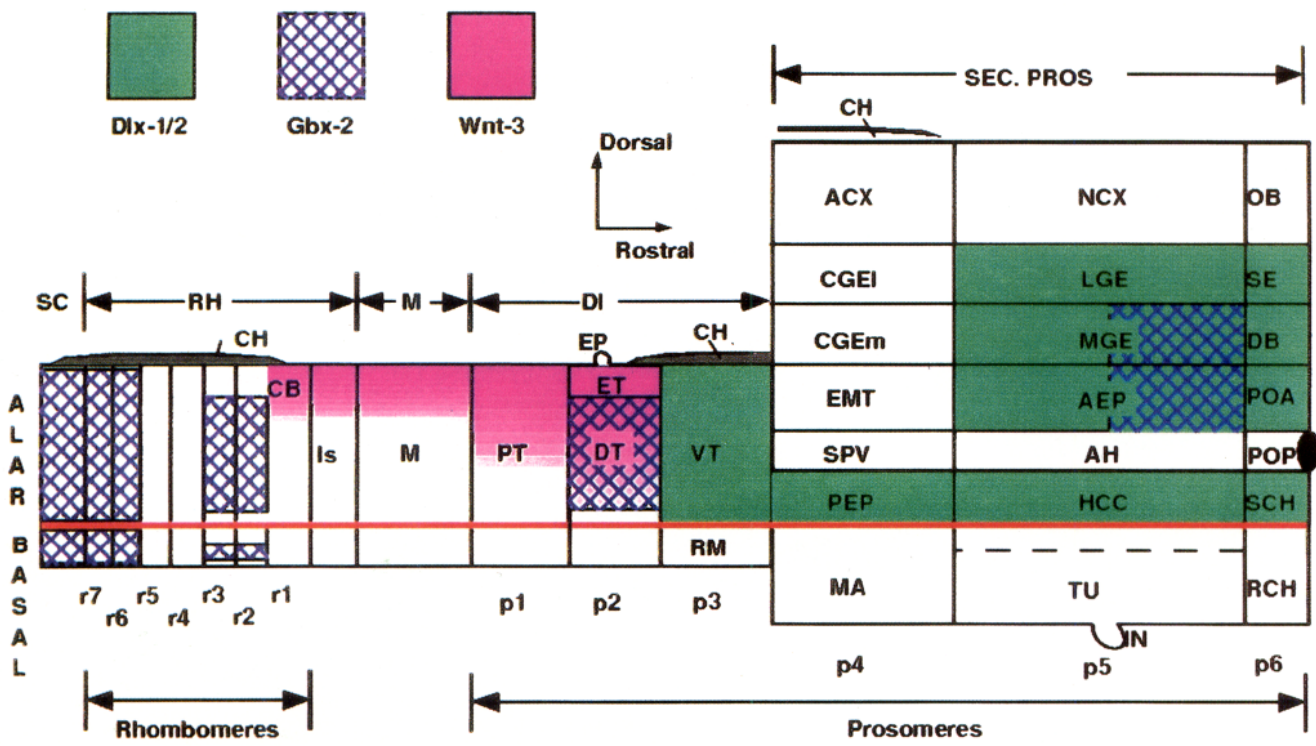 Dlx-1/2 Gbx-2 Wnt-3
SEC. PROS
CH
Dorsal
Rostral
ACX NCX OB
CGEl LGE SE
CGEm MGE DB
EMT AEP POA
SPV AH POP
PEP HCC SCH
MA TU RCH
IN
SC RH M DI
CH EP CH
CB ET
Is M PT DT VT
RM
ALAR
BASAL
r7 r6 r5 r4 r3 r2 r1 p1 p2 p3 p4 p5 p6
Rhombomeres Prosomeres